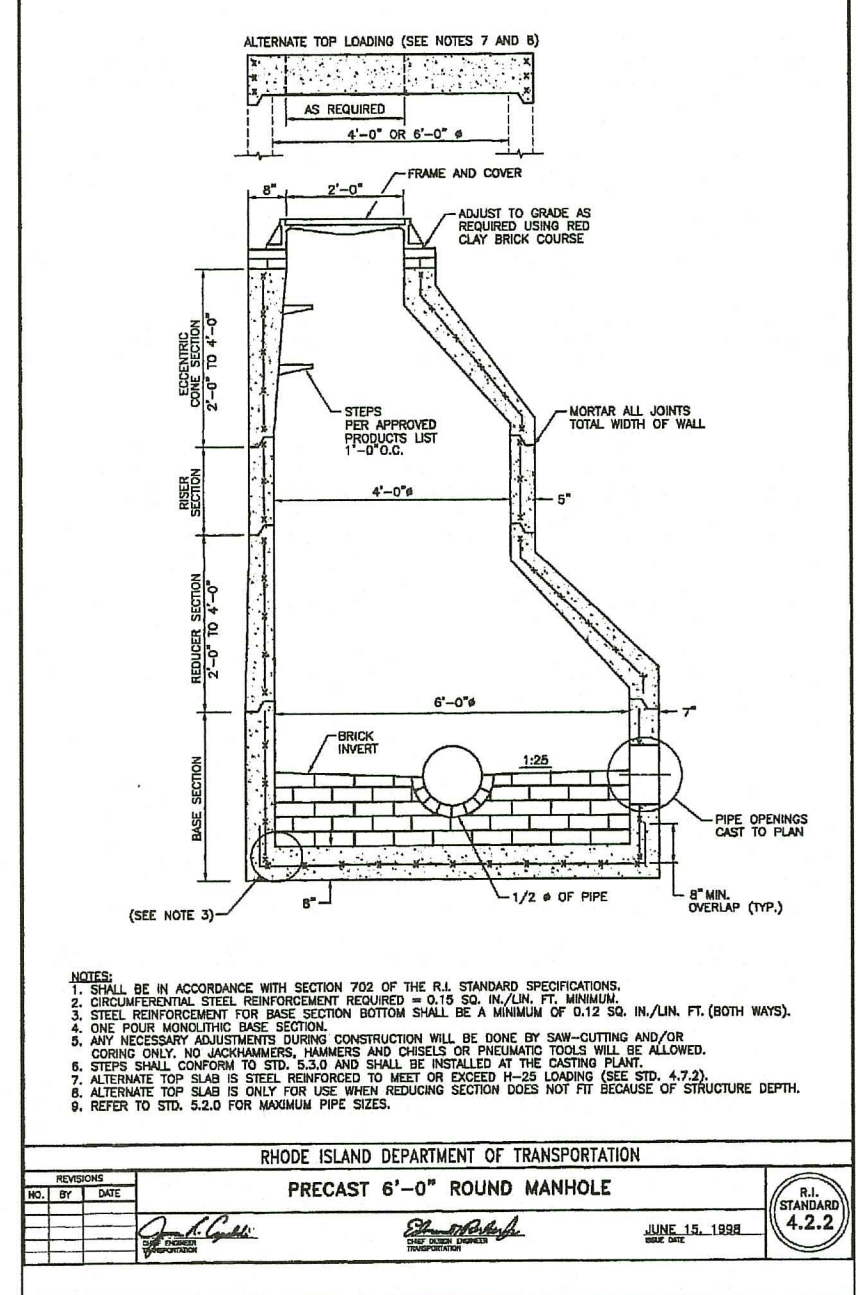 ALTERNATE TOP LOADING (SEE NOTES 7 AND 8)
AS REQUIRED
4'-0" OR 6'-0" ø
8"
2'-0"
FRAME AND COVER
ADJUST TO GRADE AS
REQUIRED USING RED
CLAY BRICK COURSE
ECCENTRIC
CONE SECTION
2'-0" TO 4'-0"
STEPS
PER APPROVED
PRODUCTS LIST
1'-0"O.C.
MORTAR ALL JOINTS
TOTAL WIDTH OF WALL
RISER
SECTION
4'-0"ø
5"
REDUCER SECTION
2'-0" TO 4'-0"
6'-0"ø
7"
BASE SECTION
BRICK
INVERT
1:25
PIPE OPENINGS
CAST TO PLAN
(SEE NOTE 3)
8"
1/2 ø OF PIPE
8" MIN.
OVERLAP (TYP.)
NOTES:
1. SHALL BE IN ACCORDANCE WITH SECTION 702 OF THE R.I. STANDARD SPECIFICATIONS.
2. CIRCUMFERENTIAL STEEL REINFORCEMENT REQUIRED = 0.15 SQ. IN./LIN. FT. MINIMUM.
3. STEEL REINFORCEMENT FOR BASE SECTION BOTTOM SHALL BE A MINIMUM OF 0.12 SQ. IN./LIN. FT. (BOTH WAYS).
4. ONE POUR MONOLITHIC BASE SECTION.
5. ANY NECESSARY ADJUSTMENTS DURING CONSTRUCTION WILL BE DONE BY SAW-CUTTING AND/OR
CORING ONLY. NO JACKHAMMERS, HAMMERS AND CHISELS OR PNEUMATIC TOOLS WILL BE ALLOWED.
6. STEPS SHALL CONFORM TO STD. 5.3.0 AND SHALL BE INSTALLED AT THE CASTING PLANT.
7. ALTERNATE TOP SLAB IS STEEL REINFORCED TO MEET OR EXCEED H-25 LOADING (SEE STD. 4.7.2).
8. ALTERNATE TOP SLAB IS ONLY FOR USE WHEN REDUCING SECTION DOES NOT FIT BECAUSE OF STRUCTURE DEPTH.
9. REFER TO STD. 5.2.0 FOR MAXIMUM PIPE SIZES.
RHODE ISLAND DEPARTMENT OF TRANSPORTATION
REVISIONS
NO. BY DATE
PRECAST 6'-0" ROUND MANHOLE
CHIEF ENGINEER
TRANSPORTATION
CHIEF DESIGN ENGINEER
TRANSPORTATION
JUNE 15, 1998
ISSUE DATE
R.I.
STANDARD
4.2.2